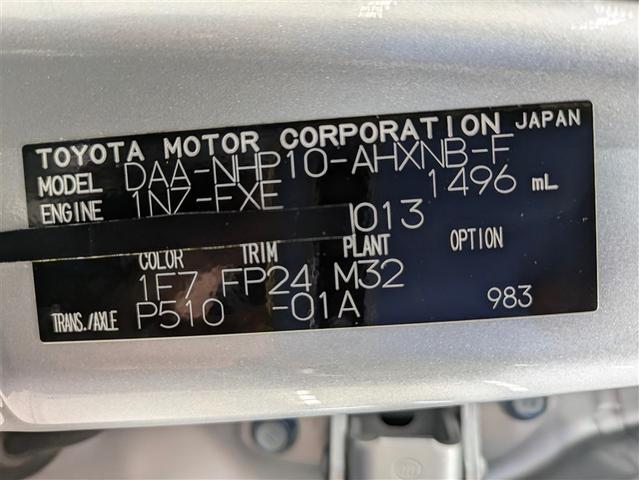 TOYOTA MOTOR CORPORATION JAPAN
MODEL DAA-NHP10-AHXNB-F
ENGINE 1NZ-FXE 1496 mL
013
COLOR TRIM PLANT OPTION
1F7 FP24 M32
TRANS./AXLE P510 -01A 983